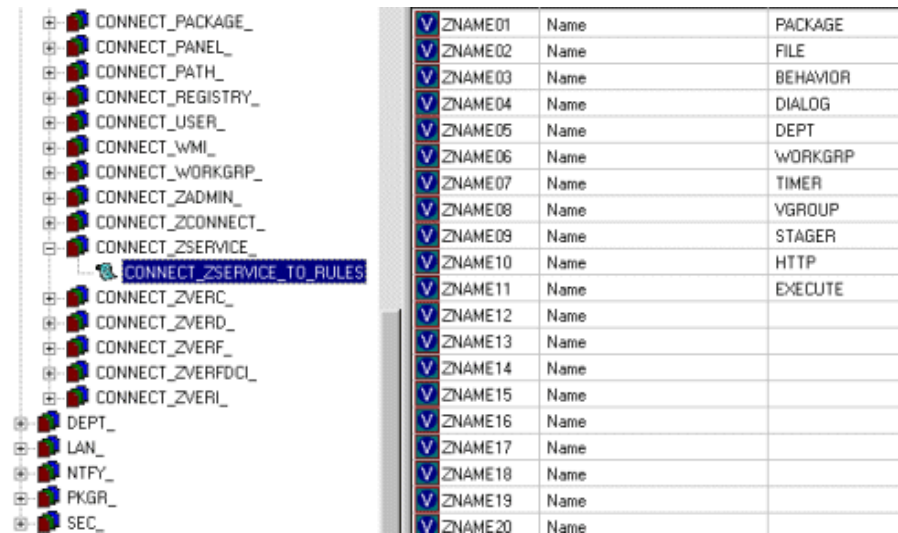 CONNECT_PACKAGE_
CONNECT_PANEL_
CONNECT_PATH_
CONNECT_REGISTRY_
CONNECT_USER_
CONNECT_WMI_
CONNECT_WORKGRP_
CONNECT_ZADMIN_
CONNECT_ZCONNECT_
CONNECT_ZSERVICE_
CONNECT_ZSERVICE_TO_RULES
CONNECT_ZVERC_
CONNECT_ZVERD_
CONNECT_ZVERF_
CONNECT_ZVERFDCI_
CONNECT_ZVERI_
DEPT_
LAN_
NTFY_
PKGR_
SEC_
V ZNAME01 Name PACKAGE
V ZNAME02 Name FILE
V ZNAME03 Name BEHAVIOR
V ZNAME04 Name DIALOG
V ZNAME05 Name DEPT
V ZNAME06 Name WORKGRP
V ZNAME07 Name TIMER
V ZNAME08 Name VGROUP
V ZNAME09 Name STAGER
V ZNAME10 Name HTTP
V ZNAME11 Name EXECUTE
V ZNAME12 Name
V ZNAME13 Name
V ZNAME14 Name
V ZNAME15 Name
V ZNAME16 Name
V ZNAME17 Name
V ZNAME18 Name
V ZNAME19 Name
V ZNAME20 Name